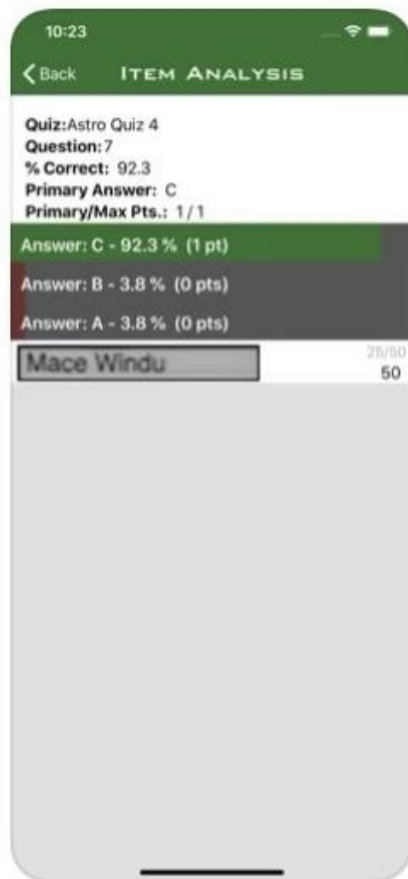 10:23
Back ITEM ANALYSIS
Quiz:Astro Quiz 4
Question:7
% Correct: 92.3
Primary Answer: C
Primary/Max Pts.: 1/1
Answer: C - 92.3 % (1 pt)
Answer: B - 3.8 % (0 pts)
Answer: A - 3.8 % (0 pts)
Mace Windu
25/50
50